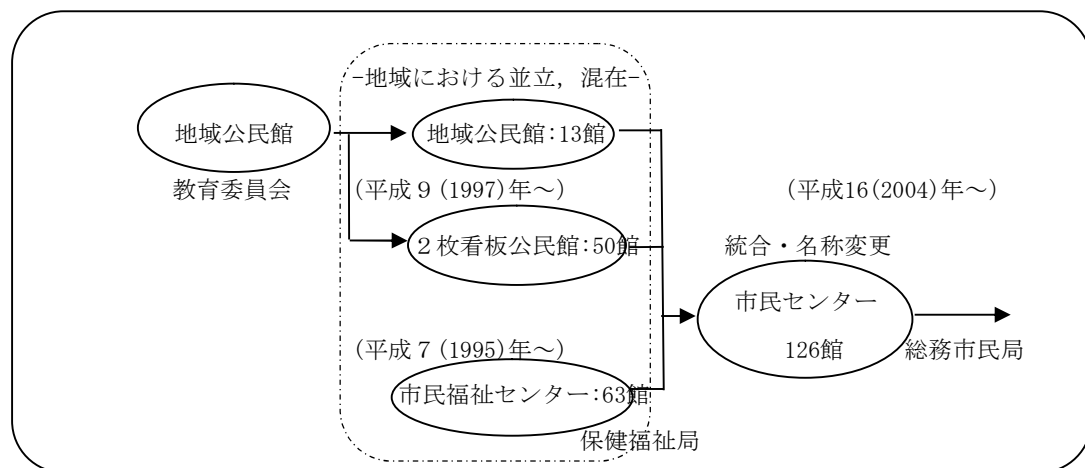 -地域における並立，混在-
地域公民館
地域公民館：13館
教育委員会
(平成９(1997)年～)
(平成16(2004)年～)
２枚看板公民館：50館
統合・名称変更
市民センター
126館
総務市民局
(平成７(1995)年～)
市民福祉センター：63館
保健福祉局